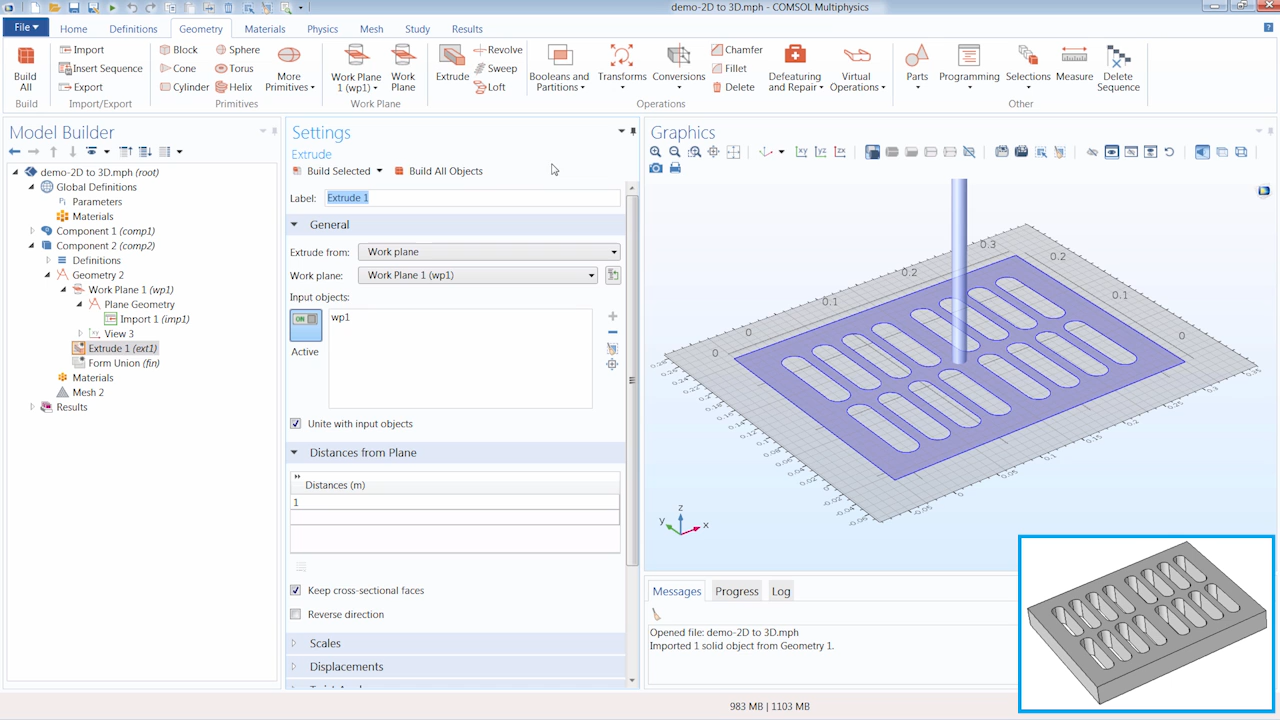 demo-2D to 3D.mph - COMSOL Multiphysics
File
Home
Definitions
Geometry
Materials
Physics
Mesh
Study
Results
Build All
Build
Import
Insert Sequence
Export
Import/Export
Block
Cone
Cylinder
Sphere
Torus
Helix
More Primitives
Primitives
Work Plane 1 (wp1)
Work Plane
Work Plane
Extrude
Revolve
Sweep
Loft
Booleans and Partitions
Transforms
Conversions
Chamfer
Fillet
Delete
Defeaturing and Repair
Virtual Operations
Operations
Parts
Programming
Selections
Measure
Delete Sequence
Other
Model Builder
demo-2D to 3D.mph (root)
Global Definitions
Pi Parameters
Materials
Component 1 (comp1)
Component 2 (comp2)
Definitions
Geometry 2
Work Plane 1 (wp1)
Plane Geometry
Import 1 (imp1)
View 3
Extrude 1 (ext1)
Form Union (fin)
Materials
Mesh 2
Results
Settings
Extrude
Build Selected
Build All Objects
Label: Extrude 1
General
Extrude from: Work plane
Work plane: Work Plane 1 (wp1)
Input objects:
ON
wp1
Active
Unite with input objects
Distances from Plane
Distances (m)
1
Keep cross-sectional faces
Reverse direction
Scales
Displacements
Graphics
xy yz zx
0.3
0.2
0.2
0.1
0.1
0
0
0
z
y
x
Messages
Progress
Log
Opened file: demo-2D to 3D.mph
Imported 1 solid object from Geometry 1.
983 MB | 1103 MB